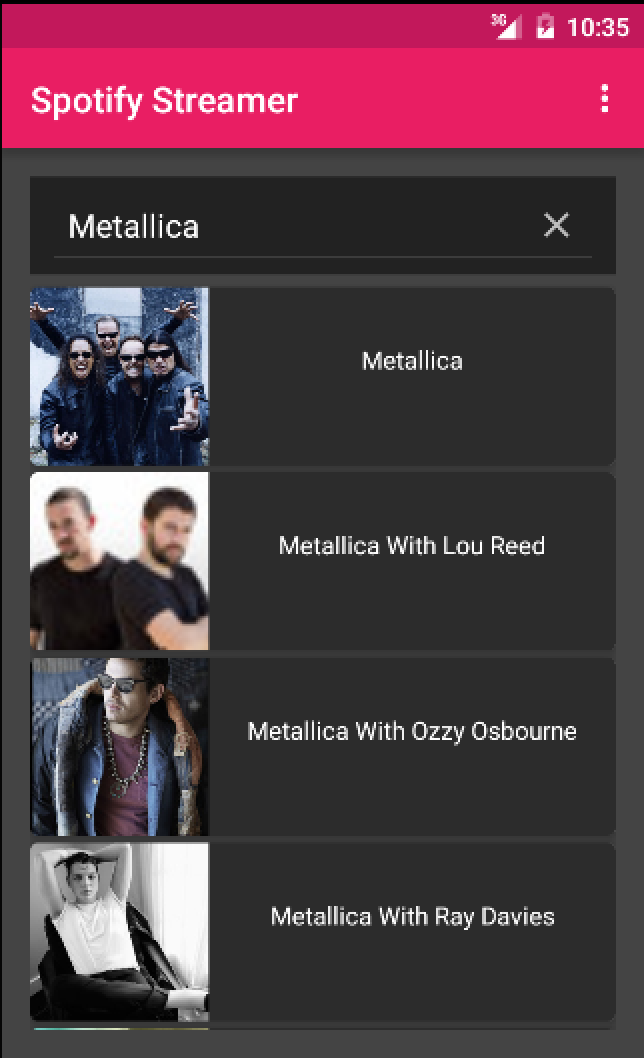 3G 10:35
Spotify Streamer
Metallica
Metallica
Metallica With Lou Reed
Metallica With Ozzy Osbourne
Metallica With Ray Davies